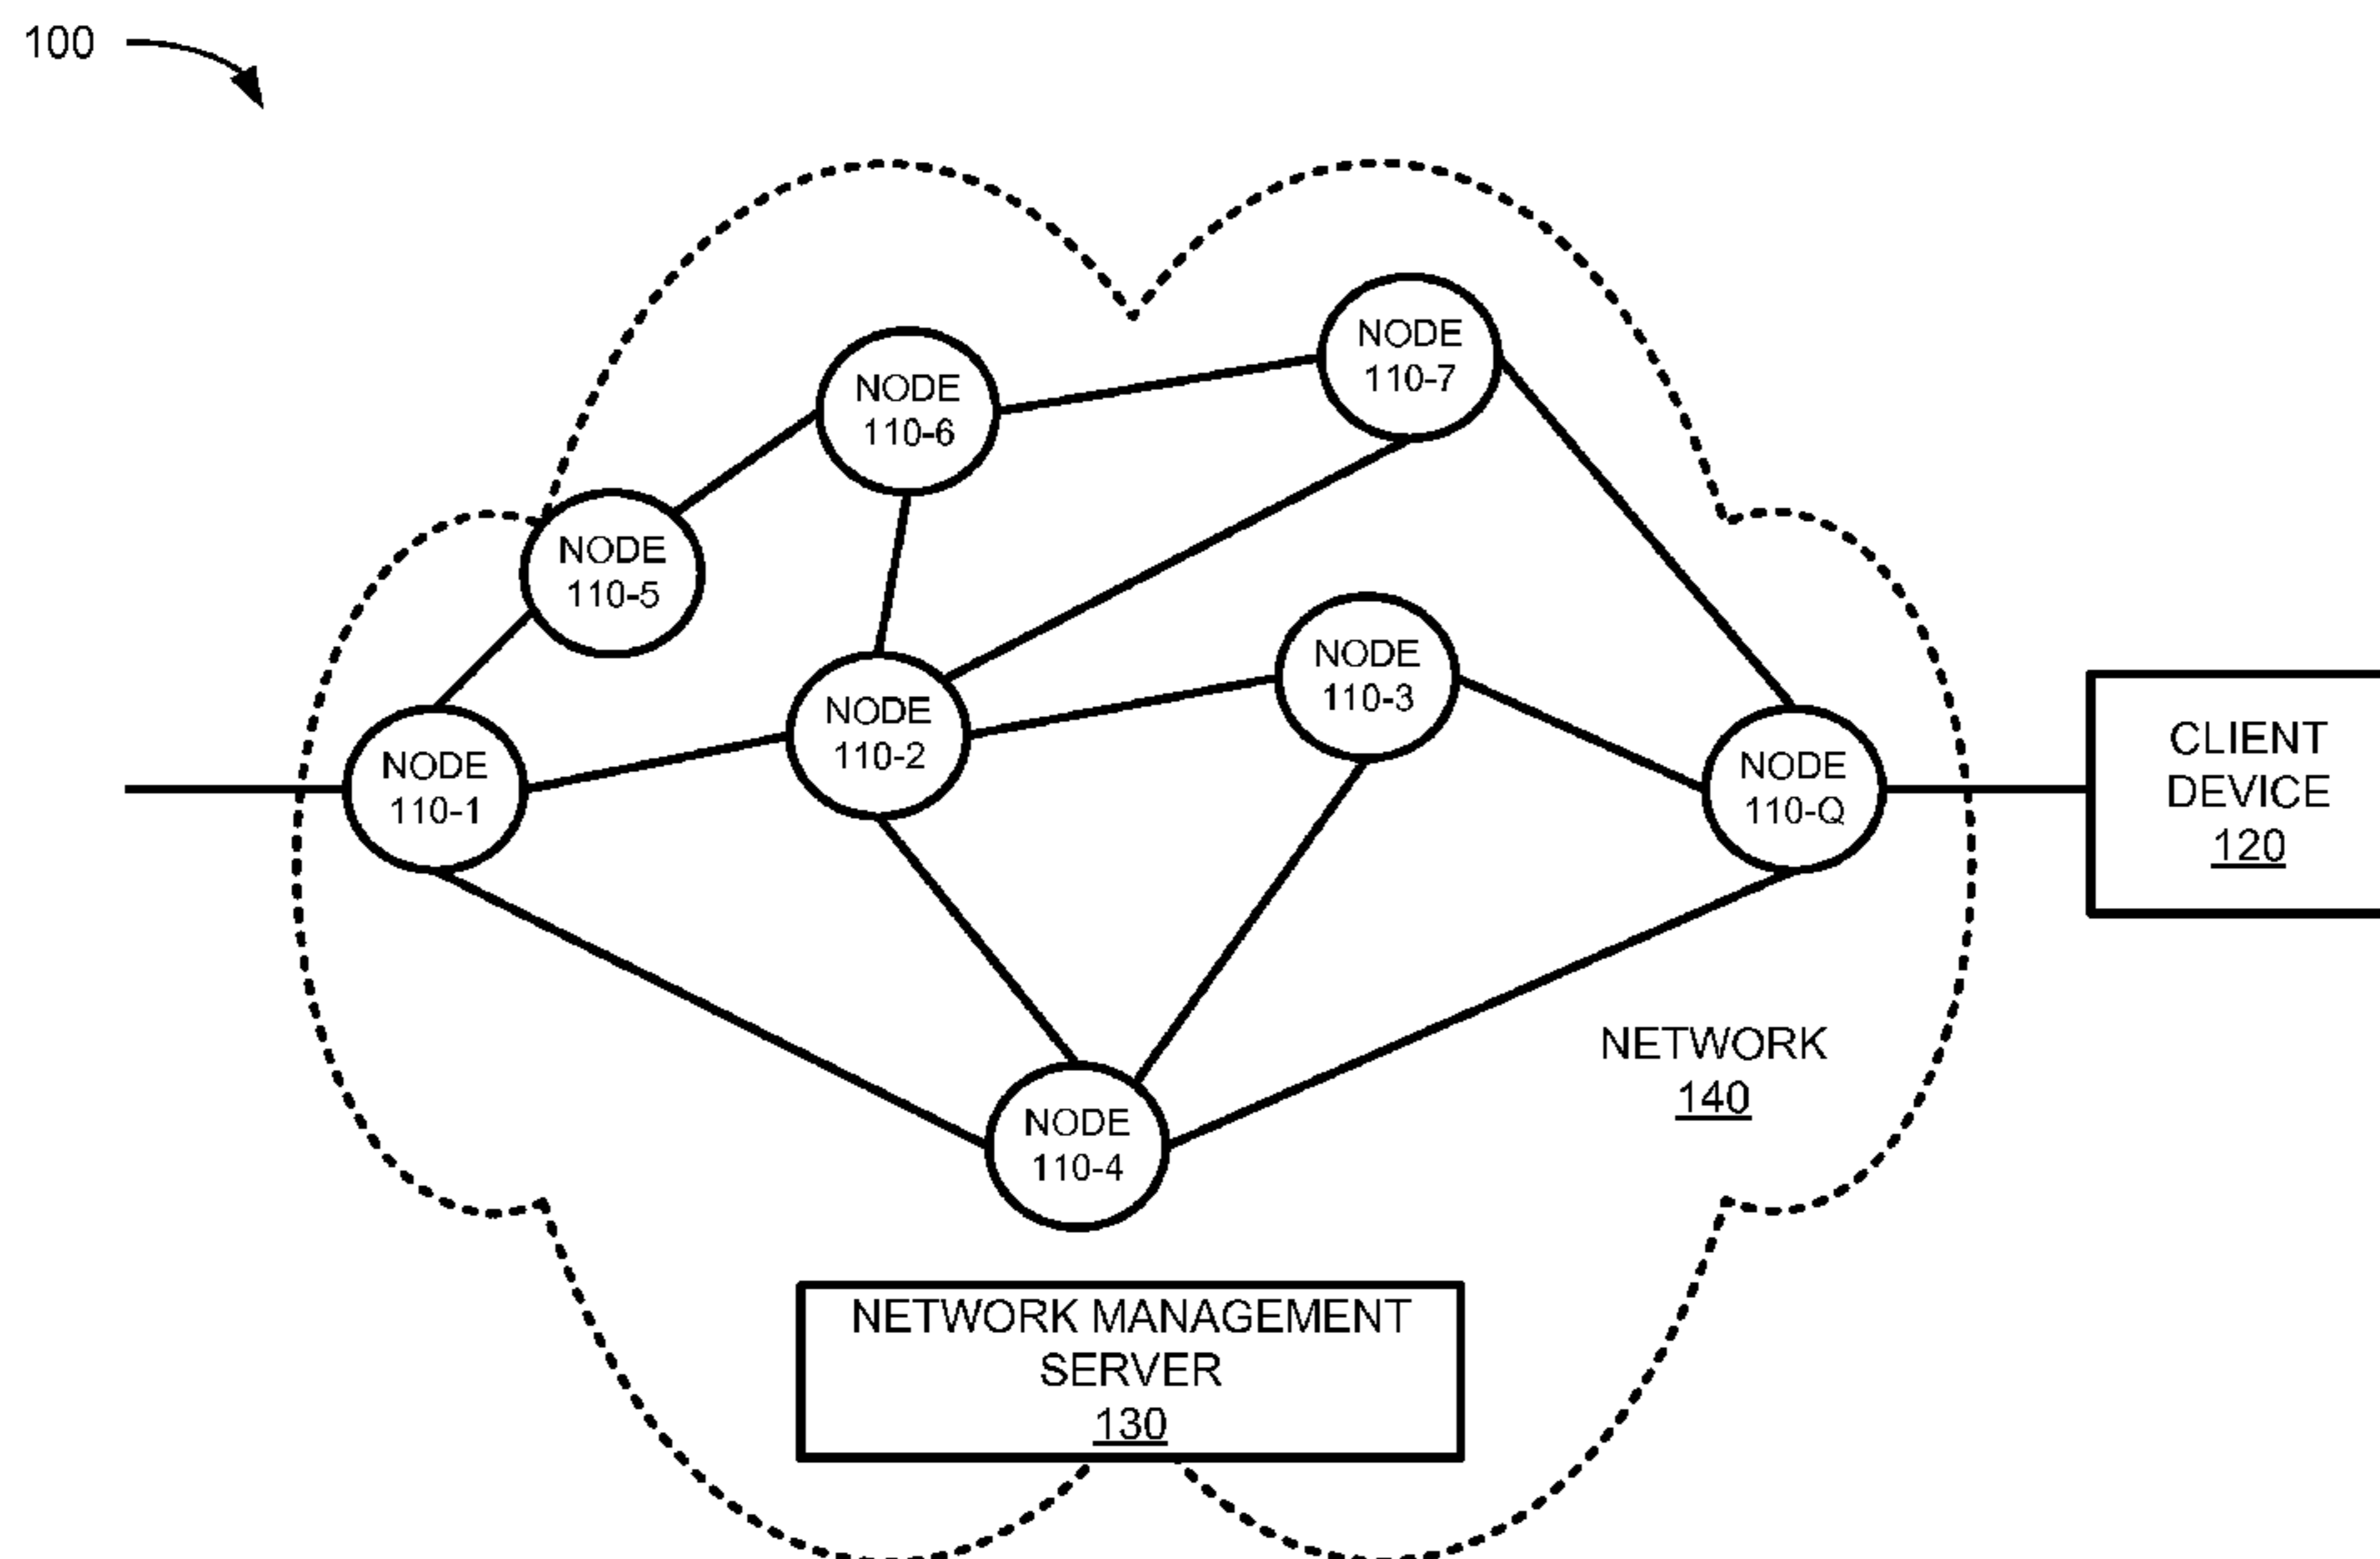 100
NODE
110-7
NODE
110-6
NODE
110-5
NODE
110-3
NODE
110-2
NODE
110-1
NODE
110-Q
CLIENT
DEVICE
120
NETWORK
140
NODE
110-4
NETWORK MANAGEMENT
SERVER
130